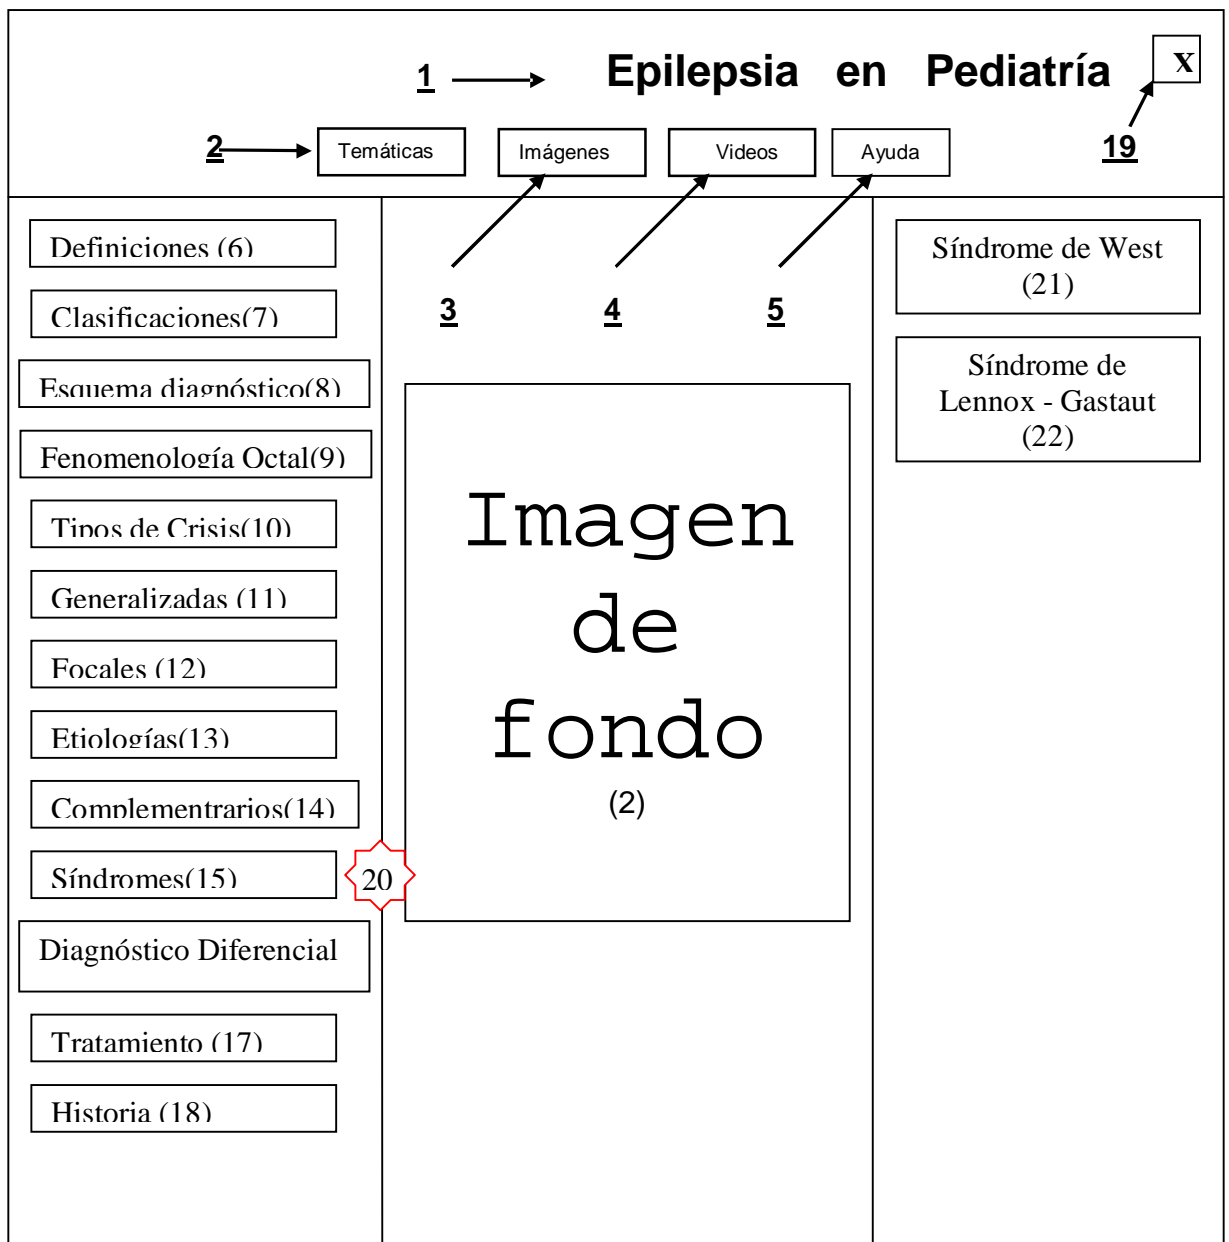 1 Epilepsia en Pediatría X
2 Temáticas Imágenes Videos Ayuda 19
3 4 5
Definiciones (6)
Clasificaciones(7)
Esquema diagnóstico(8)
Fenomenología Octal(9)
Tipos de Crisis(10)
Generalizadas (11)
Focales (12)
Etiologías(13)
Complementrarios(14)
Síndromes(15)
20
Diagnóstico Diferencial
Tratamiento (17)
Historia (18)
Imagen
de
fondo
(2)
Síndrome de West
(21)
Síndrome de
Lennox - Gastaut
(22)